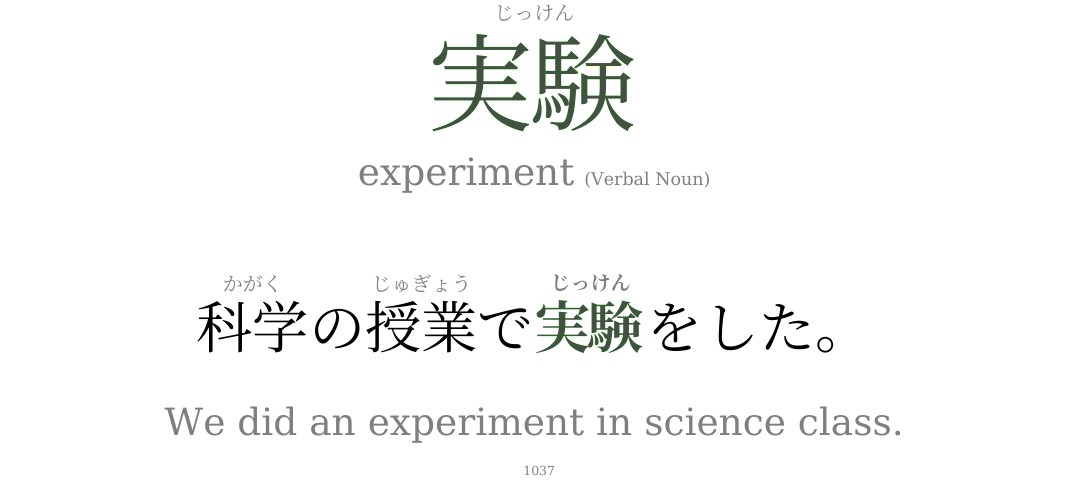 じっけん
実験
experiment (Verbal Noun)
かがく じゅぎょう じっけん
科学の授業で実験をした。
We did an experiment in science class.
1037